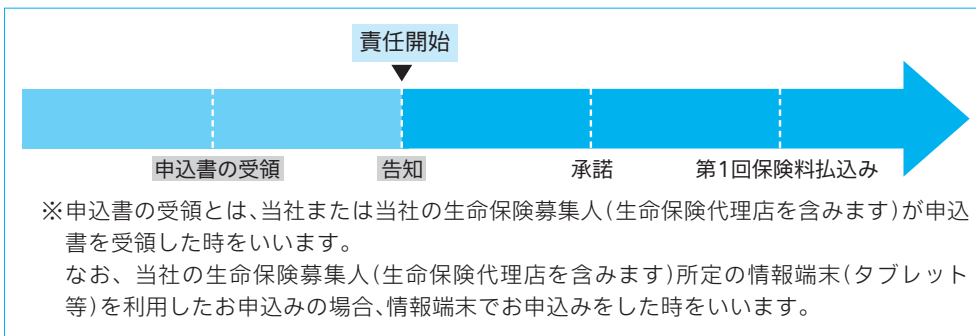 責任開始
申込書の受領 告知 承諾 第1回保険料払込み
※申込書の受領とは、当社または当社の生命保険募集人(生命保険代理店を含みます)が申込
書を受領した時をいいます。
なお、当社の生命保険募集人(生命保険代理店を含みます)所定の情報端末(タブレット
等)を利用したお申込みの場合、情報端末でお申込みをした時をいいます。